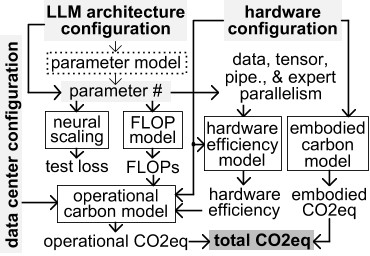 LLM architecture
configuration
hardware
configuration
parameter model
data, tensor,
pipe., & expert
parallelism
parameter #
neural
scaling
FLOP
model
hardware
efficiency
model
embodied
carbon
model
test loss
FLOPs
operational
carbon model
hardware
efficiency
embodied
CO2eq
operational CO2eq
total CO2eq
data center configuration